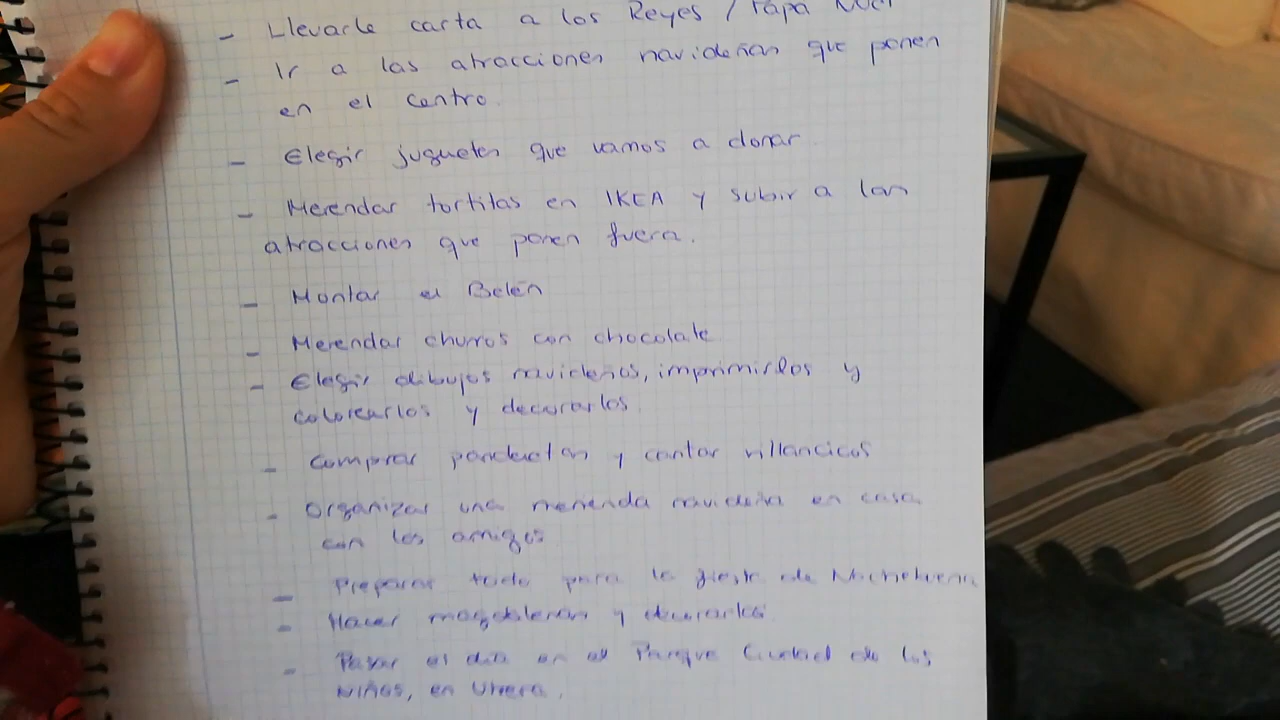 - Llevarle carta a los Reyes / Papa Noel
- Ir a las atracciones navideñas que ponen
en el centro.
- Elegir juguetes que vamos a donar.
- Merendar tortitas en IKEA y subir a las
atracciones que ponen fuera.
- Montar el Belén
- Merendar churros con chocolate
- Elegir dibujos navideños, imprimirlos y
colorearlos y decorarlos.
- Comprar panderetas y cantar villancicos
- Organizar una merienda navideña en casa
con los amigos
- Preparar todo para la fiesta de Nochebuena
- Hacer magdalenas y decorarlas.
- Pasar el día en el Parque Ciudad de los
Niños, en Utrera.